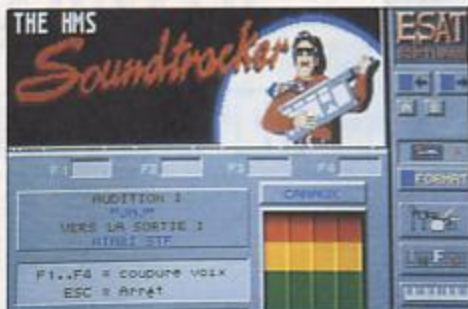 THE HMS
Soundtracker
ESAT
SOFTWARE
F1 F2 F3 F4
FORMAT
AUDITION :
VERS LA SORTIE :
ATARI STF
CANAUX
F1..F4 = coupure voix
ESC = Arrêt